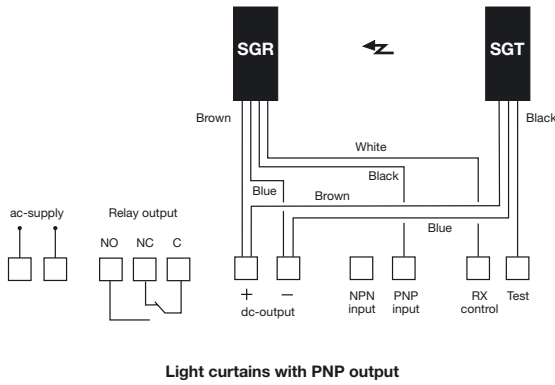 SGR
SGT
Brown
Black
White
Black
Blue
Brown
Blue
ac-supply
Relay output
NO
NC
C
+
−
dc-output
NPN
input
PNP
input
RX
control
Test
Light curtains with PNP output